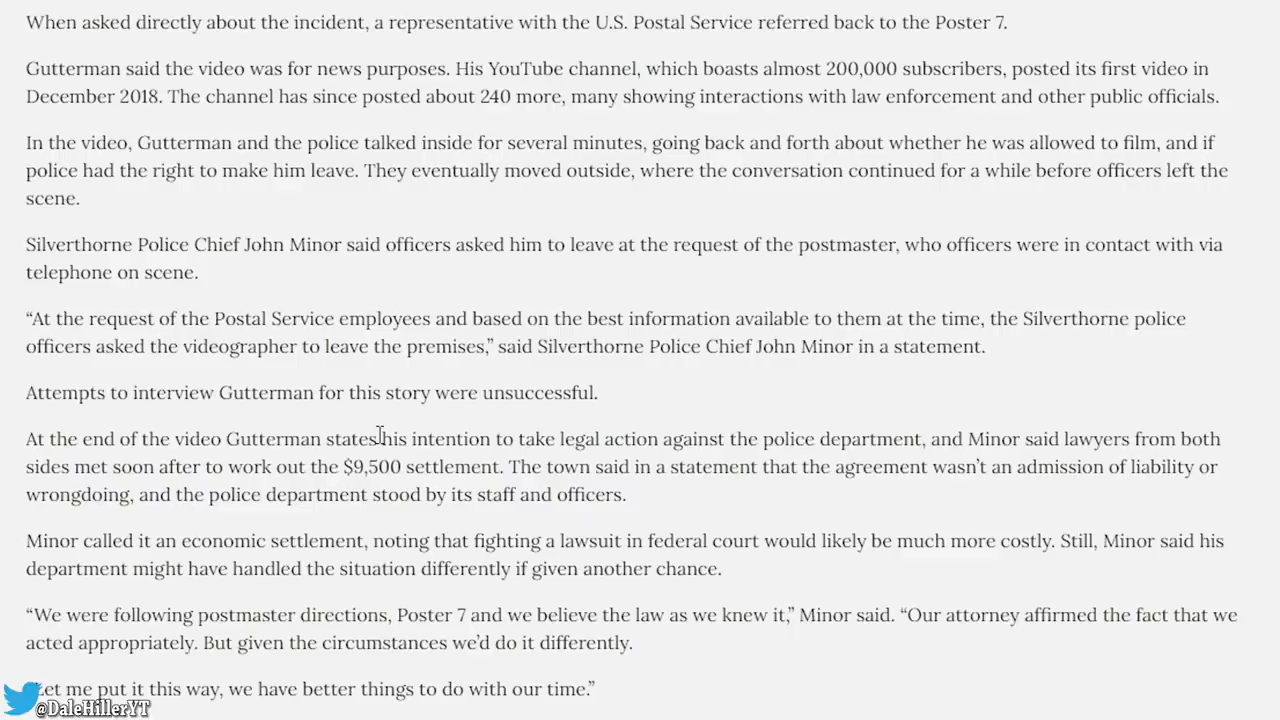 When asked directly about the incident, a representative with the U.S. Postal Service referred back to the Poster 7.
Gutterman said the video was for news purposes. His YouTube channel, which boasts almost 200,000 subscribers, posted its first video in
December 2018. The channel has since posted about 240 more, many showing interactions with law enforcement and other public officials.
In the video, Gutterman and the police talked inside for several minutes, going back and forth about whether he was allowed to film, and if
police had the right to make him leave. They eventually moved outside, where the conversation continued for a while before officers left the
scene.
Silverthorne Police Chief John Minor said officers asked him to leave at the request of the postmaster, who officers were in contact with via
telephone on scene.
“At the request of the Postal Service employees and based on the best information available to them at the time, the Silverthorne police
officers asked the videographer to leave the premises,” said Silverthorne Police Chief John Minor in a statement.
Attempts to interview Gutterman for this story were unsuccessful.
At the end of the video Gutterman states his intention to take legal action against the police department, and Minor said lawyers from both
sides met soon after to work out the $9,500 settlement. The town said in a statement that the agreement wasn’t an admission of liability or
wrongdoing, and the police department stood by its staff and officers.
Minor called it an economic settlement, noting that fighting a lawsuit in federal court would likely be much more costly. Still, Minor said his
department might have handled the situation differently if given another chance.
“We were following postmaster directions, Poster 7 and we believe the law as we knew it,” Minor said. “Our attorney affirmed the fact that we
acted appropriately. But given the circumstances we’d do it differently.
“Let me put it this way, we have better things to do with our time.”
@DaleHillerYT